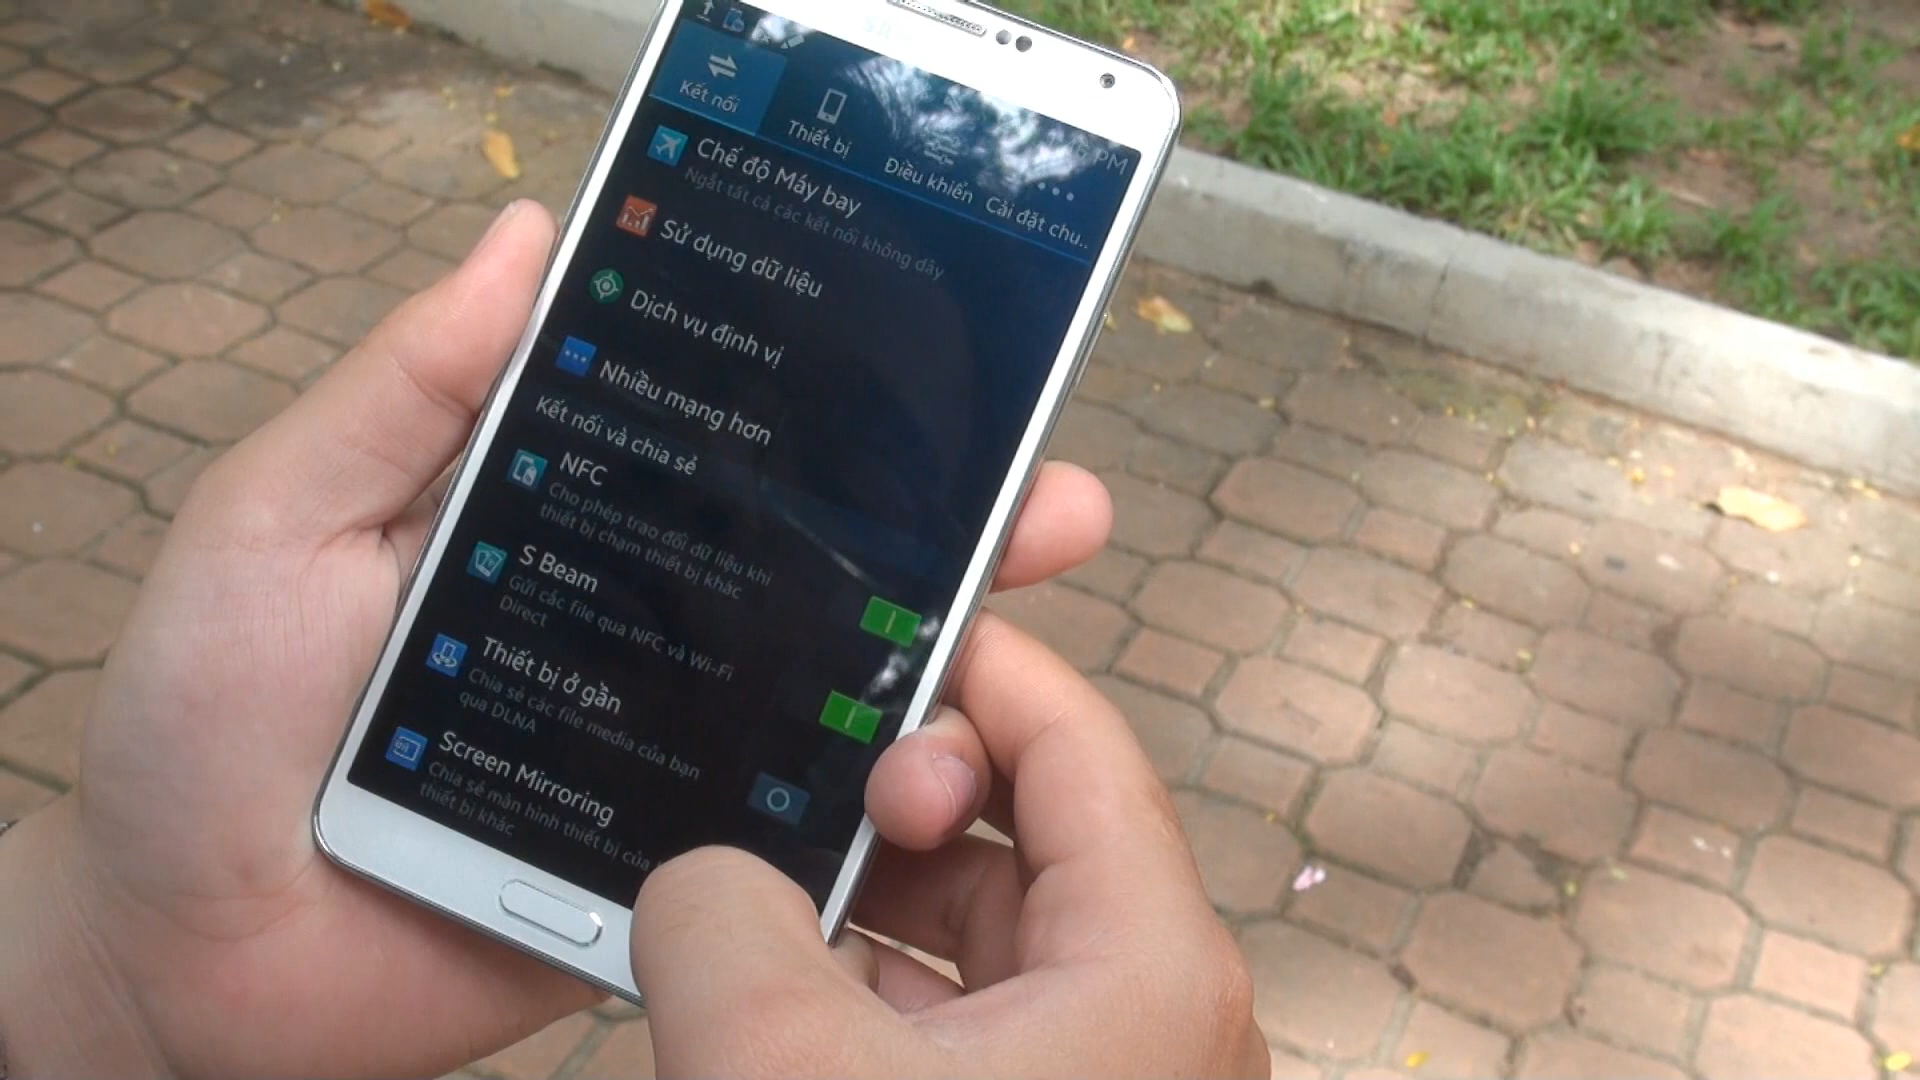 PM
Kết nối
Thiết bị
Điều khiển
Cải đặt chu..
Chế độ Máy bay
Ngắt tất cả các kết nối không dây
Sử dụng dữ liệu
Dịch vụ định vị
Nhiều mạng hơn
Kết nối và chia sẻ
NFC
Cho phép trao đổi dữ liệu khi
thiết bị chạm thiết bị khác
S Beam
Gửi các file qua NFC và Wi-Fi
Direct
Thiết bị ở gần
Chia sẻ các file media của bạn
qua DLNA
Screen Mirroring
Chia sẻ màn hình thiết bị của
thiết bị khác